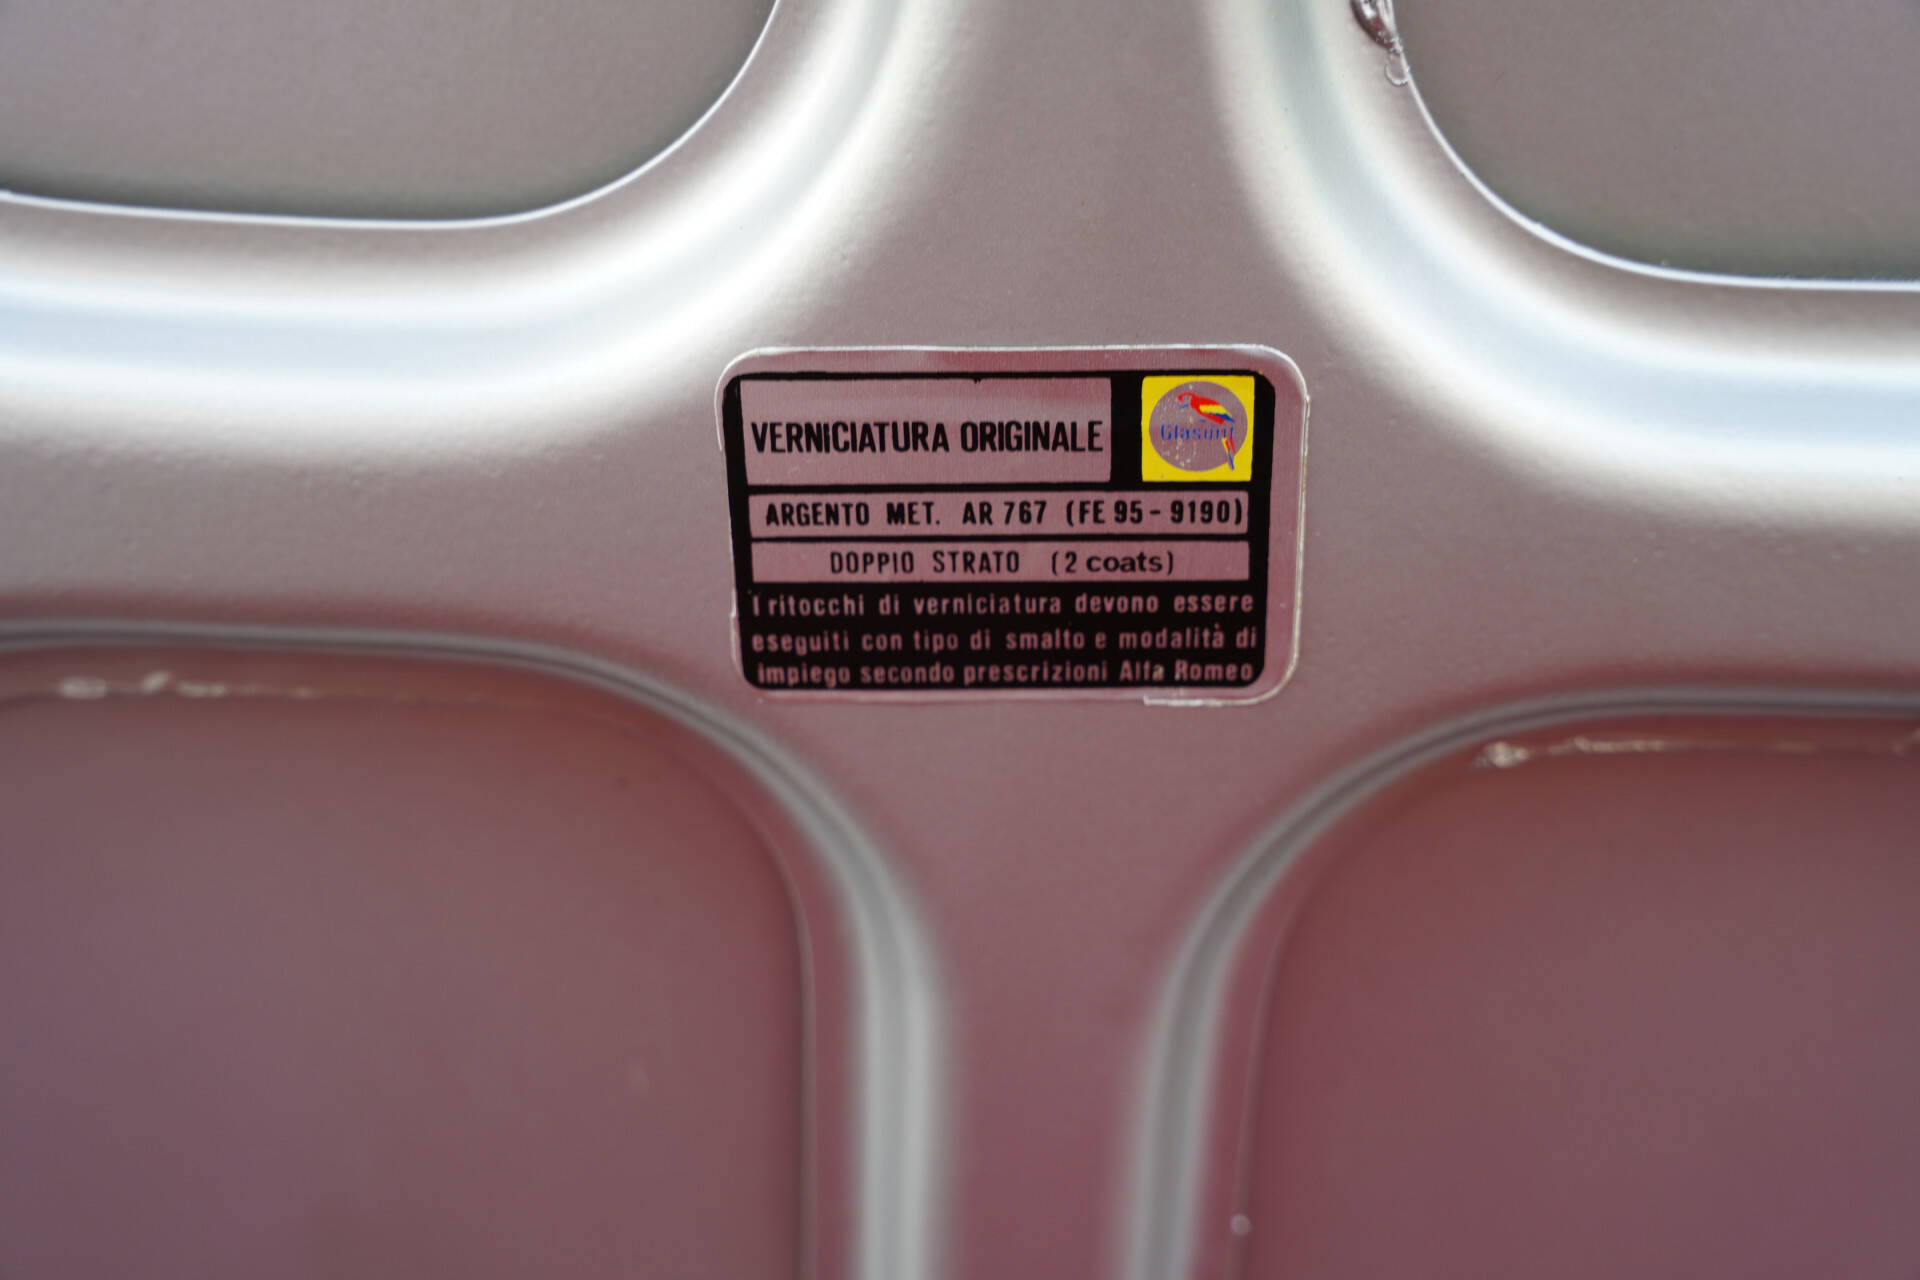 VERNICIATURA ORIGINALE
Glasurit
ARGENTO MET. AR 767 (FE 95 - 9190)
DOPPIO STRATO (2 coats)
I ritocchi di verniciatura devono essere
eseguiti con tipo di smalto e modalità di
impiego secondo prescrizioni Alfa Romeo